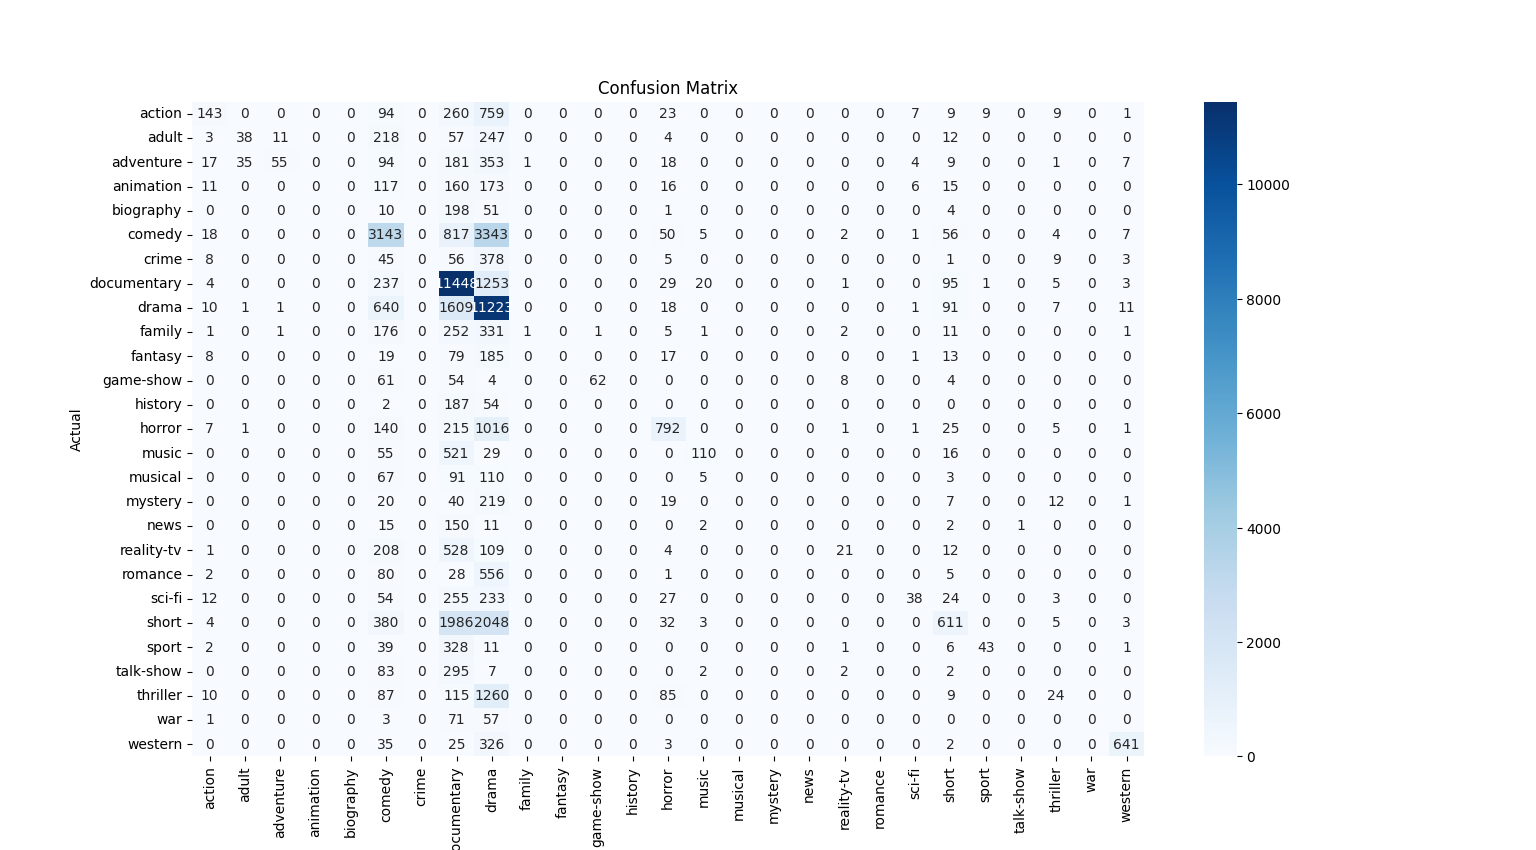 Confusion Matrix
action 143 0 0 0 0 94 0 260 759 0 0 0 0 23 0 0 0 0 0 0 7 9 9 0 9 0 1
adult 3 38 11 0 0 218 0 57 247 0 0 0 0 4 0 0 0 0 0 0 0 12 0 0 0 0 0
adventure 17 35 55 0 0 94 0 181 353 1 0 0 0 18 0 0 0 0 0 0 4 9 0 0 1 0 7
animation 11 0 0 0 0 117 0 160 173 0 0 0 0 16 0 0 0 0 0 0 6 15 0 0 0 0 0
10000
biography 0 0 0 0 0 10 0 198 51 0 0 0 0 1 0 0 0 0 0 0 0 4 0 0 0 0 0
comedy 18 0 0 0 0 3143 0 817 3343 0 0 0 0 50 5 0 0 0 2 0 1 56 0 0 4 0 7
crime 8 0 0 0 0 45 0 56 378 0 0 0 0 5 0 0 0 0 0 0 0 1 0 0 9 0 3
documentary 4 0 0 0 0 237 0 11448 1253 0 0 0 0 29 20 0 0 0 1 0 0 95 1 0 5 0 3
8000
drama 10 1 1 0 0 640 0 1609 11223 0 0 0 0 18 0 0 0 0 0 0 1 91 0 0 7 0 11
family 1 0 1 0 0 176 0 252 331 1 0 1 0 5 1 0 0 0 2 0 0 11 0 0 0 0 1
fantasy 8 0 0 0 0 19 0 79 185 0 0 0 0 17 0 0 0 0 0 0 1 13 0 0 0 0 0
game-show 0 0 0 0 0 61 0 54 4 0 0 62 0 0 0 0 0 0 8 0 0 4 0 0 0 0 0
history 0 0 0 0 0 2 0 187 54 0 0 0 0 0 0 0 0 0 0 0 0 0 0 0 0 0 0
6000
Actual
horror 7 1 0 0 0 140 0 215 1016 0 0 0 0 792 0 0 0 0 1 0 1 25 0 0 5 0 1
music 0 0 0 0 0 55 0 521 29 0 0 0 0 0 110 0 0 0 0 0 0 16 0 0 0 0 0
musical 0 0 0 0 0 67 0 91 110 0 0 0 0 0 5 0 0 0 0 0 0 3 0 0 0 0 0
mystery 0 0 0 0 0 20 0 40 219 0 0 0 0 19 0 0 0 0 0 0 0 7 0 0 12 0 1
news 0 0 0 0 0 15 0 150 11 0 0 0 0 0 2 0 0 0 0 0 0 2 0 1 0 0 0
4000
reality-tv 1 0 0 0 0 208 0 528 109 0 0 0 0 4 0 0 0 0 21 0 0 12 0 0 0 0 0
romance 2 0 0 0 0 80 0 28 556 0 0 0 0 1 0 0 0 0 0 0 0 5 0 0 0 0 0
sci-fi 12 0 0 0 0 54 0 255 233 0 0 0 0 27 0 0 0 0 0 0 38 24 0 0 3 0 0
short 4 0 0 0 0 380 0 1986 2048 0 0 0 0 32 3 0 0 0 0 0 0 611 0 0 5 0 3
2000
sport 2 0 0 0 0 39 0 328 11 0 0 0 0 0 0 0 0 0 1 0 0 6 43 0 0 0 1
talk-show 0 0 0 0 0 83 0 295 7 0 0 0 0 0 2 0 0 0 2 0 0 2 0 0 0 0 0
thriller 10 0 0 0 0 87 0 115 1260 0 0 0 0 85 0 0 0 0 0 0 0 9 0 0 24 0 0
war 1 0 0 0 0 3 0 71 57 0 0 0 0 0 0 0 0 0 0 0 0 0 0 0 0 0 0
western 0 0 0 0 0 35 0 25 326 0 0 0 0 3 0 0 0 0 0 0 0 2 0 0 0 0 641
0
action
adult
adventure
animation
biography
comedy
crime
ocumentary
drama
family
fantasy
game-show
history
horror
music
musical
mystery
news
reality-tv
romance
sci-fi
short
sport
talk-show
thriller
war
western